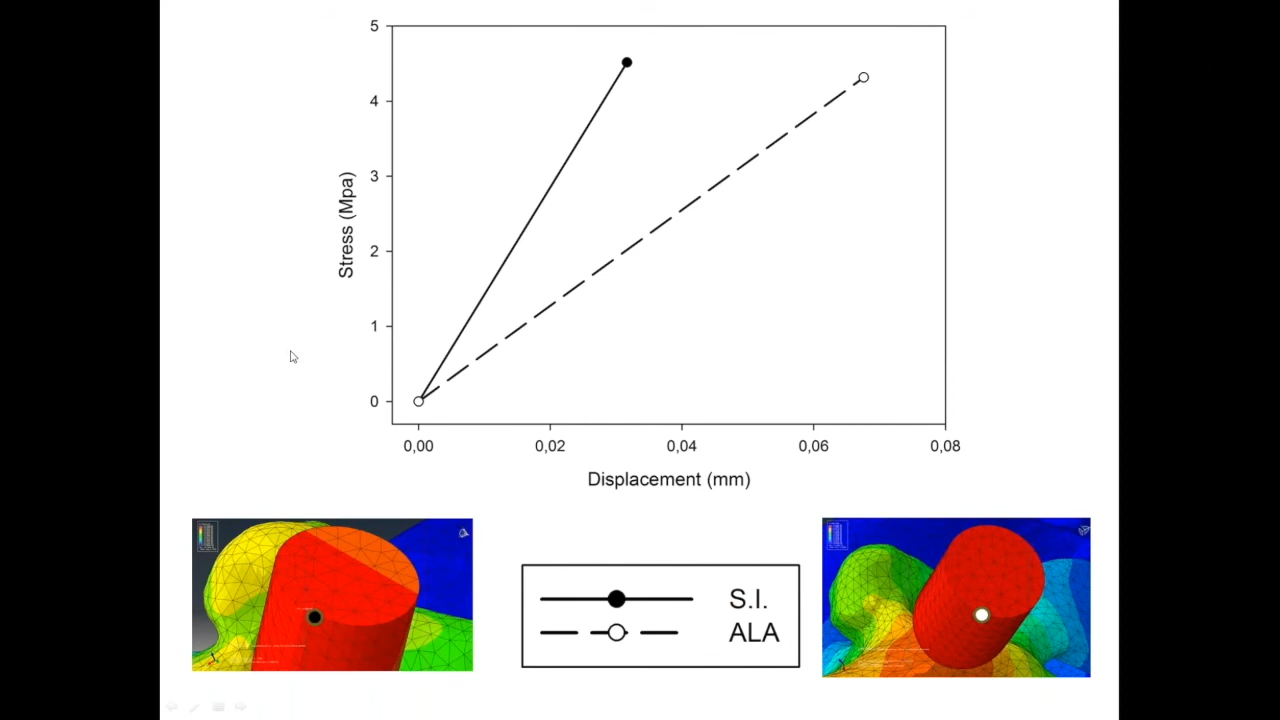 5
4
3
2
1
0
Stress (Mpa)
0,00 0,02 0,04 0,06 0,08
Displacement (mm)
S.I.
ALA